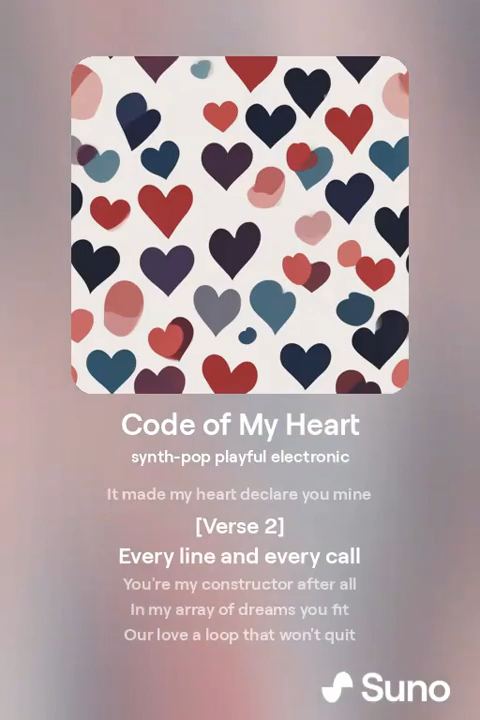 Code of My Heart
synth-pop playful electronic
It made my heart declare you mine
[Verse 2]
Every line and every call
You're my constructor after all
In my array of dreams you fit
Our love a loop that won't quit
Suno